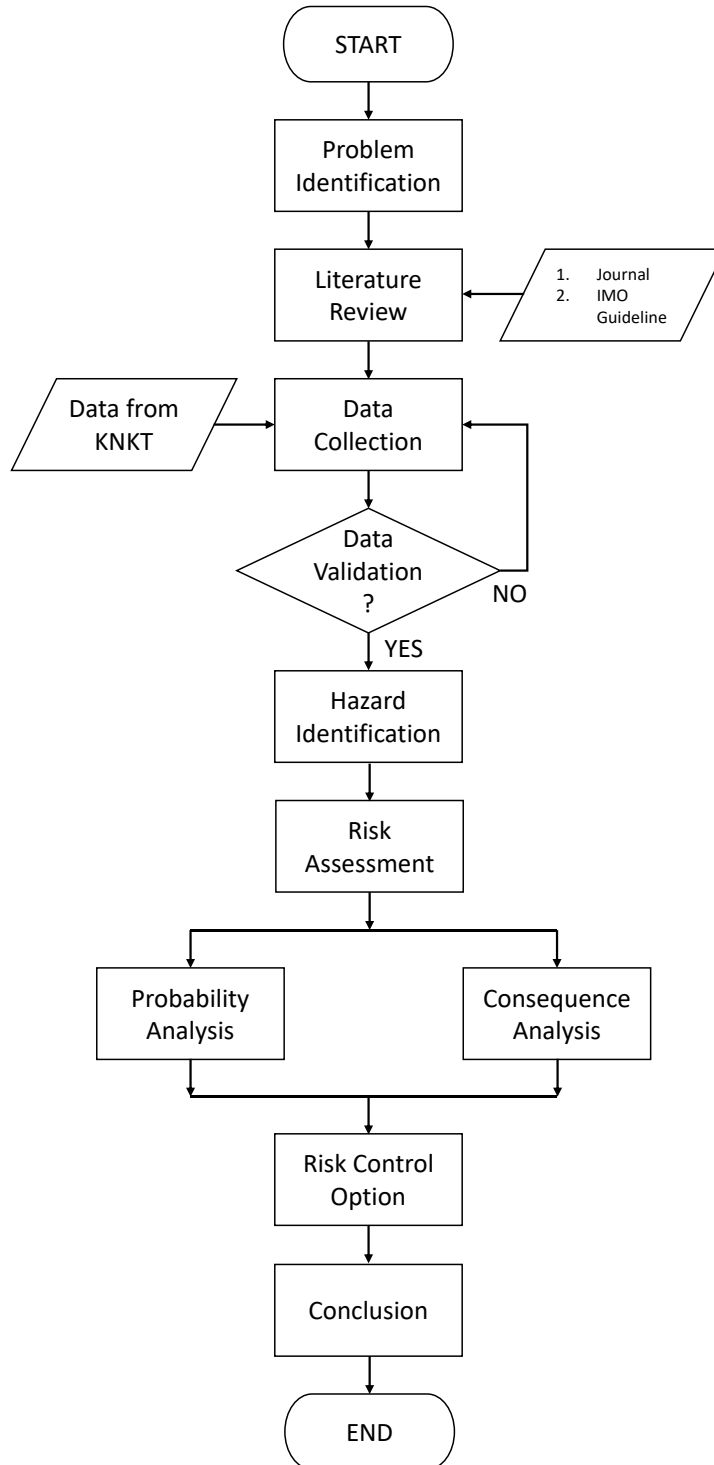 START
Problem
Identification
Literature
Review
1. Journal
2. IMO
Guideline
Data from
KNKT
Data
Collection
Data
Validation
?
NO
YES
Hazard
Identification
Risk
Assessment
Probability
Analysis
Consequence
Analysis
Risk Control
Option
Conclusion
END